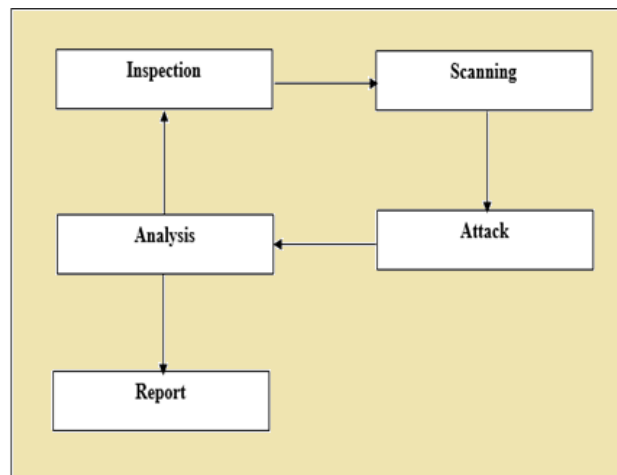 Inspection
Scanning
Analysis
Attack
Report